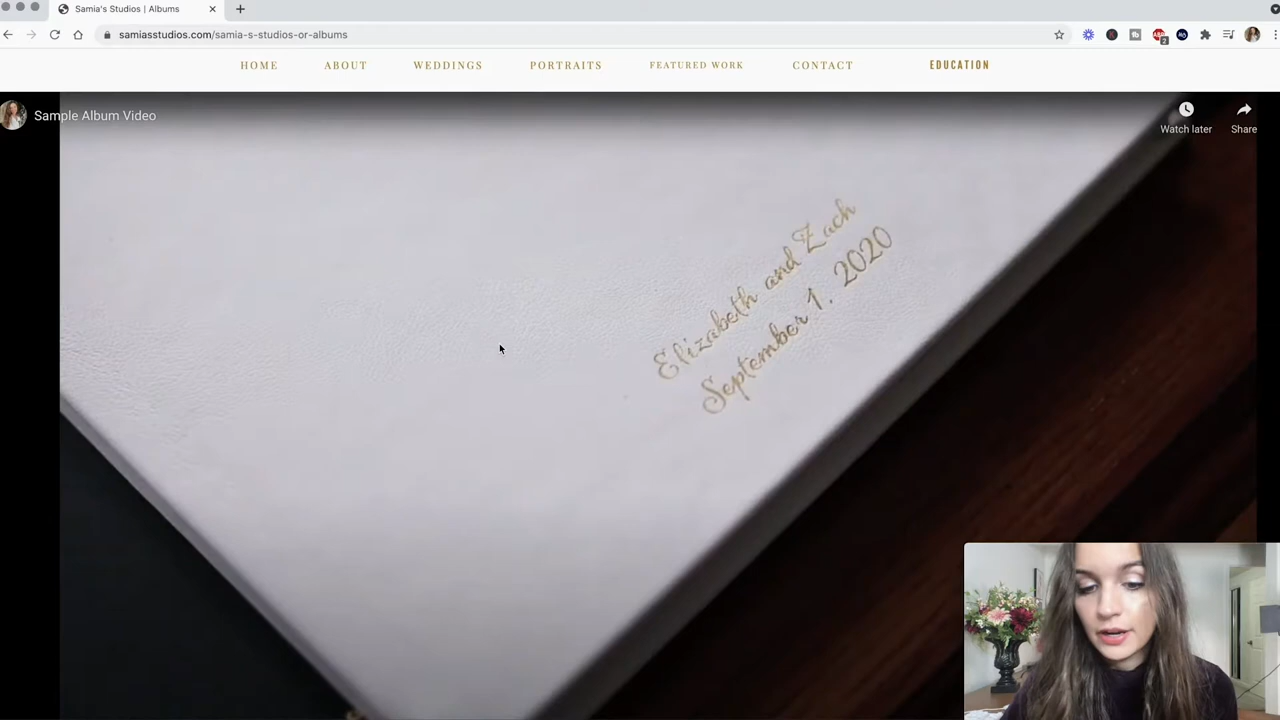 Samia's Studios | Albums
samiasstudios.com/samia-s-studios-or-albums
2
HOME
ABOUT
WEDDINGS
PORTRAITS
FEATURED WORK
CONTACT
EDUCATION
Sample Album Video
Watch later
Share
Elizabeth and Zach
September 1, 2020